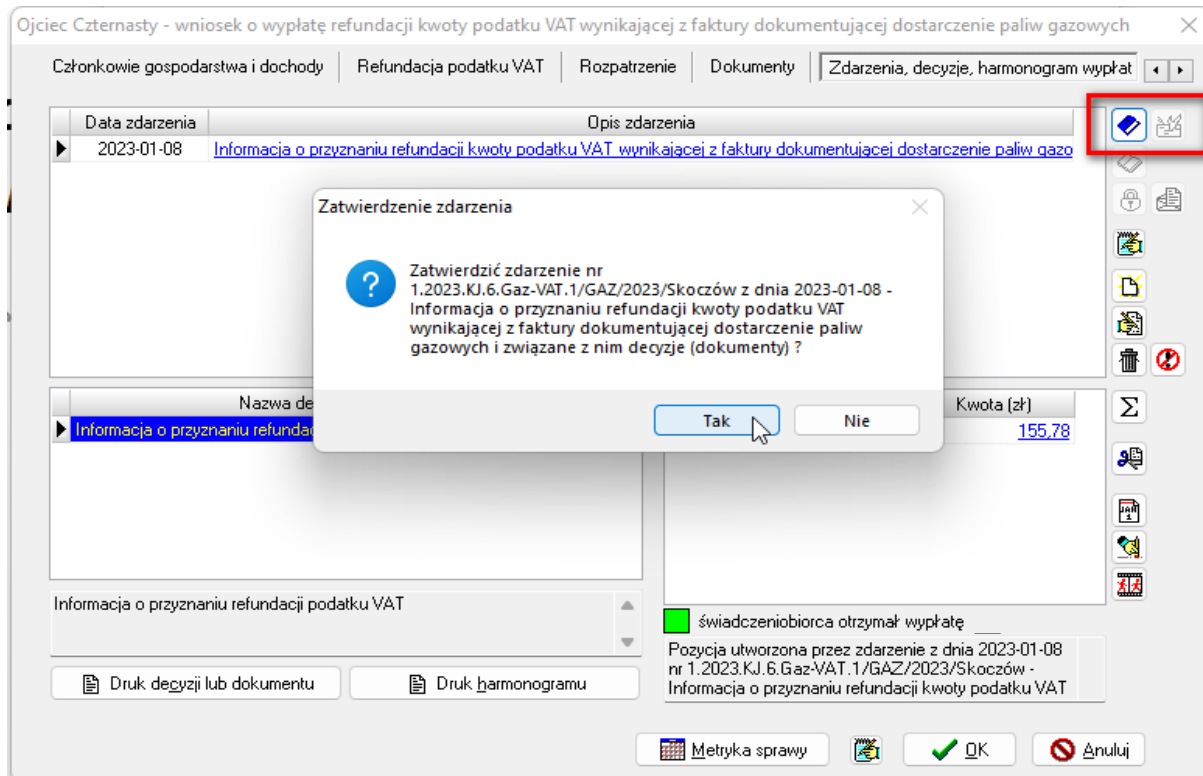 Ojciec Czternasty - wniosek o wypłatę refundacji kwoty podatku VAT wynikającej z faktury dokumentującej dostarczenie paliw gazowych
Członkowie gospodarstwa i dochody
Refundacja podatku VAT
Rozpatrzenie
Dokumenty
Zdarzenia, decyzje, harmonogram wypłat
Data zdarzenia
Opis zdarzenia
2023-01-08
Informacja o przyznaniu refundacji kwoty podatku VAT wynikającej z faktury dokumentującej dostarczenie paliw gazo
Zatwierdzenie zdarzenia
Zatwierdzić zdarzenie nr
1.2023.KJ.6.Gaz-VAT.1/GAZ/2023/Skoczów z dnia 2023-01-08 -
Informacja o przyznaniu refundacji kwoty podatku VAT
wynikającej z faktury dokumentującej dostarczenie paliw
gazowych i związane z nim decyzje (dokumenty) ?
Tak
Nie
Nazwa de
Kwota (zł)
Informacja o przyznaniu refunda
155,78
JAN
1
Informacja o przyznaniu refundacji podatku VAT
świadczeniobiorca otrzymał wypłatę
Pozycja utworzona przez zdarzenie z dnia 2023-01-08
nr 1.2023.KJ.6.Gaz-VAT.1/GAZ/2023/Skoczów -
Informacja o przyznaniu refundacji kwoty podatku VAT
Druk decyzji lub dokumentu
Druk harmonogramu
Metryka sprawy
OK
Anuluj